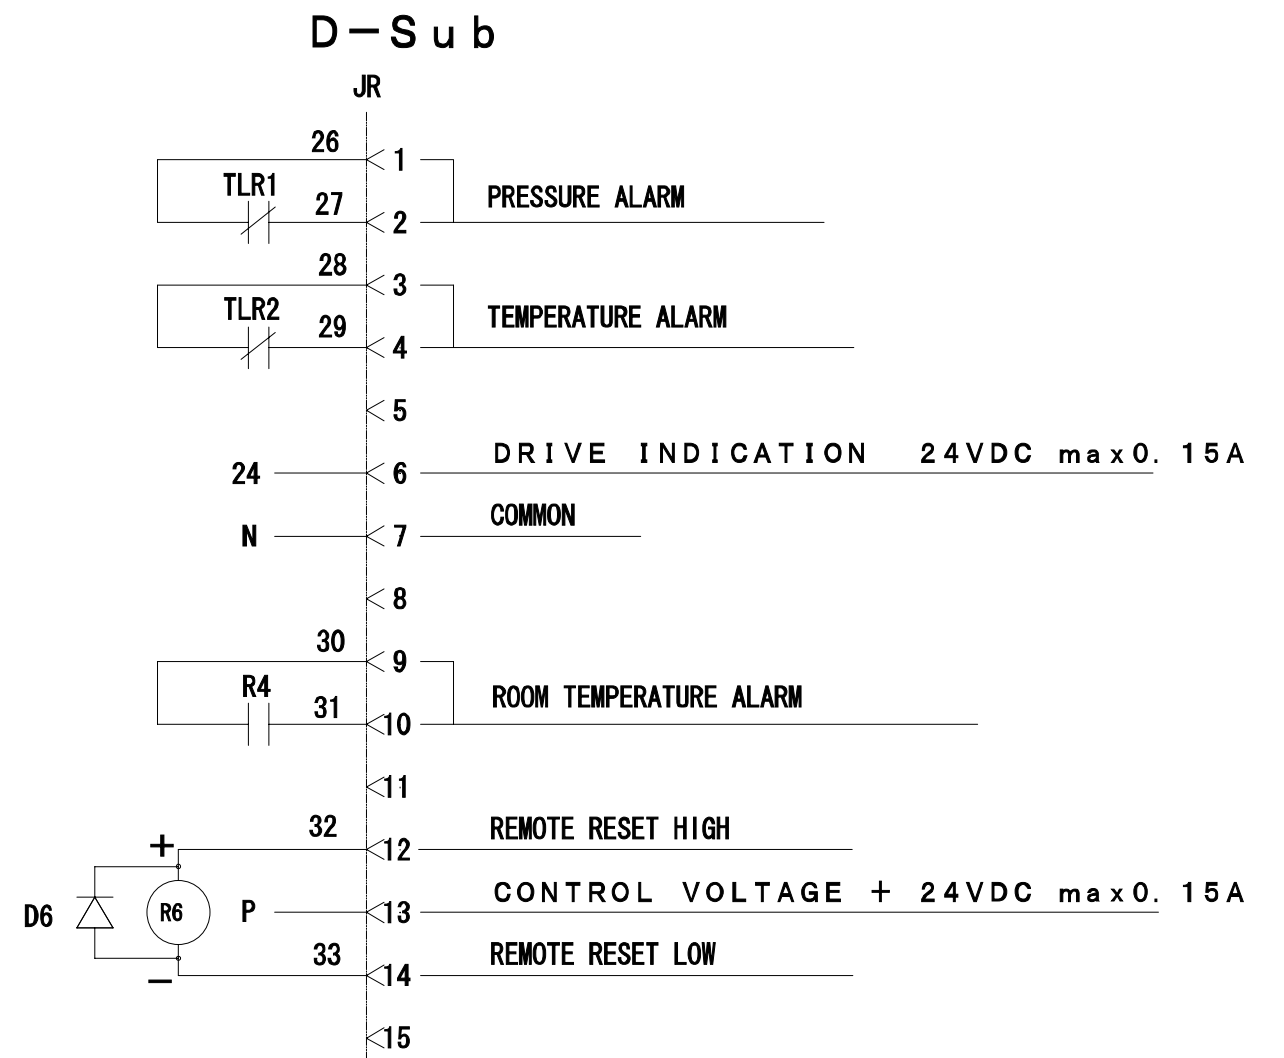 D-Sub
JR
26 1
TLR1 27 2 PRESSURE ALARM
28 3
TLR2 29 4 TEMPERATURE ALARM
5
24 6 DRIVE INDICATION 24VDC max0. 15A
N 7 COMMON
8
30 9
R4 31 10 ROOM TEMPERATURE ALARM
11
+ 32 12 REMOTE RESET HIGH
D6 R6 P 13 CONTROL VOLTAGE + 24VDC max0. 15A
- 33 14 REMOTE RESET LOW
15